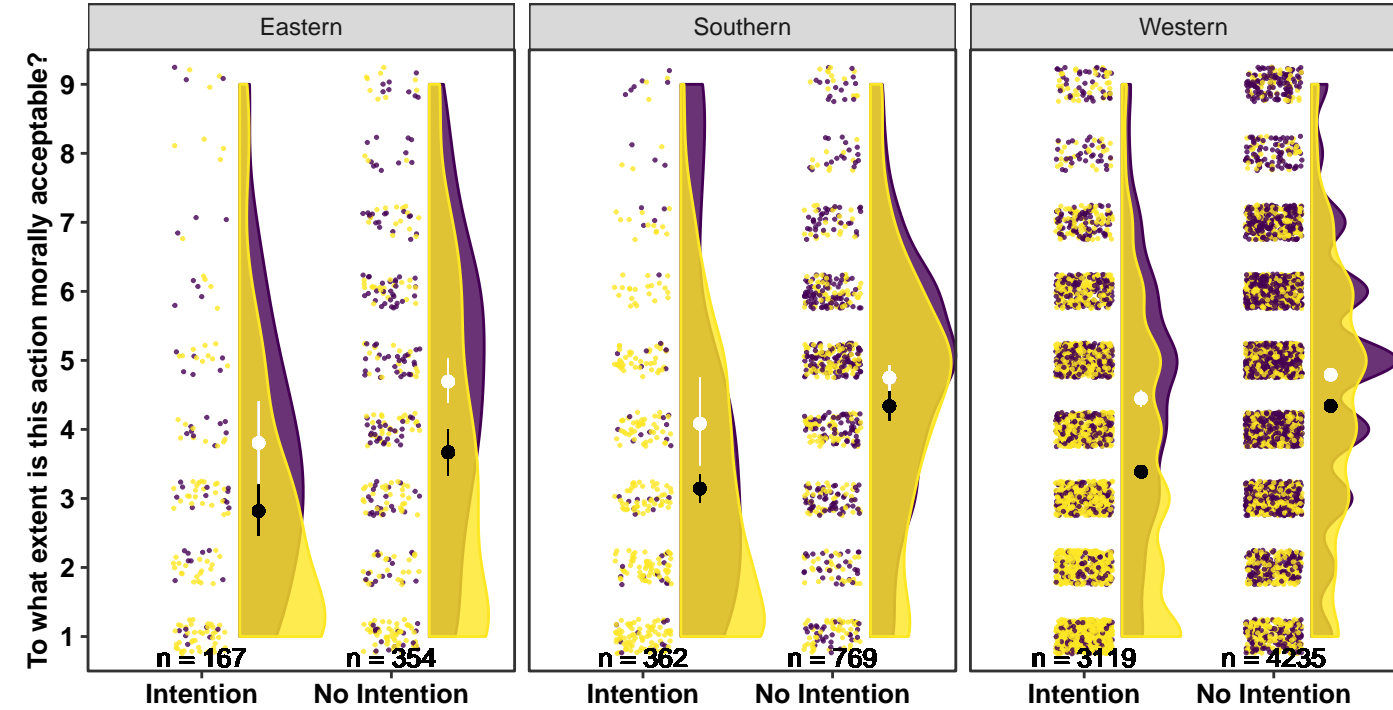 Eastern
Southern
Western
To what extent is this action morally acceptable?
9
8
7
6
5
4
3
2
1
n = 167
n = 354
n = 362
n = 769
n = 3119
n = 4235
Intention
No Intention
Intention
No Intention
Intention
No Intention